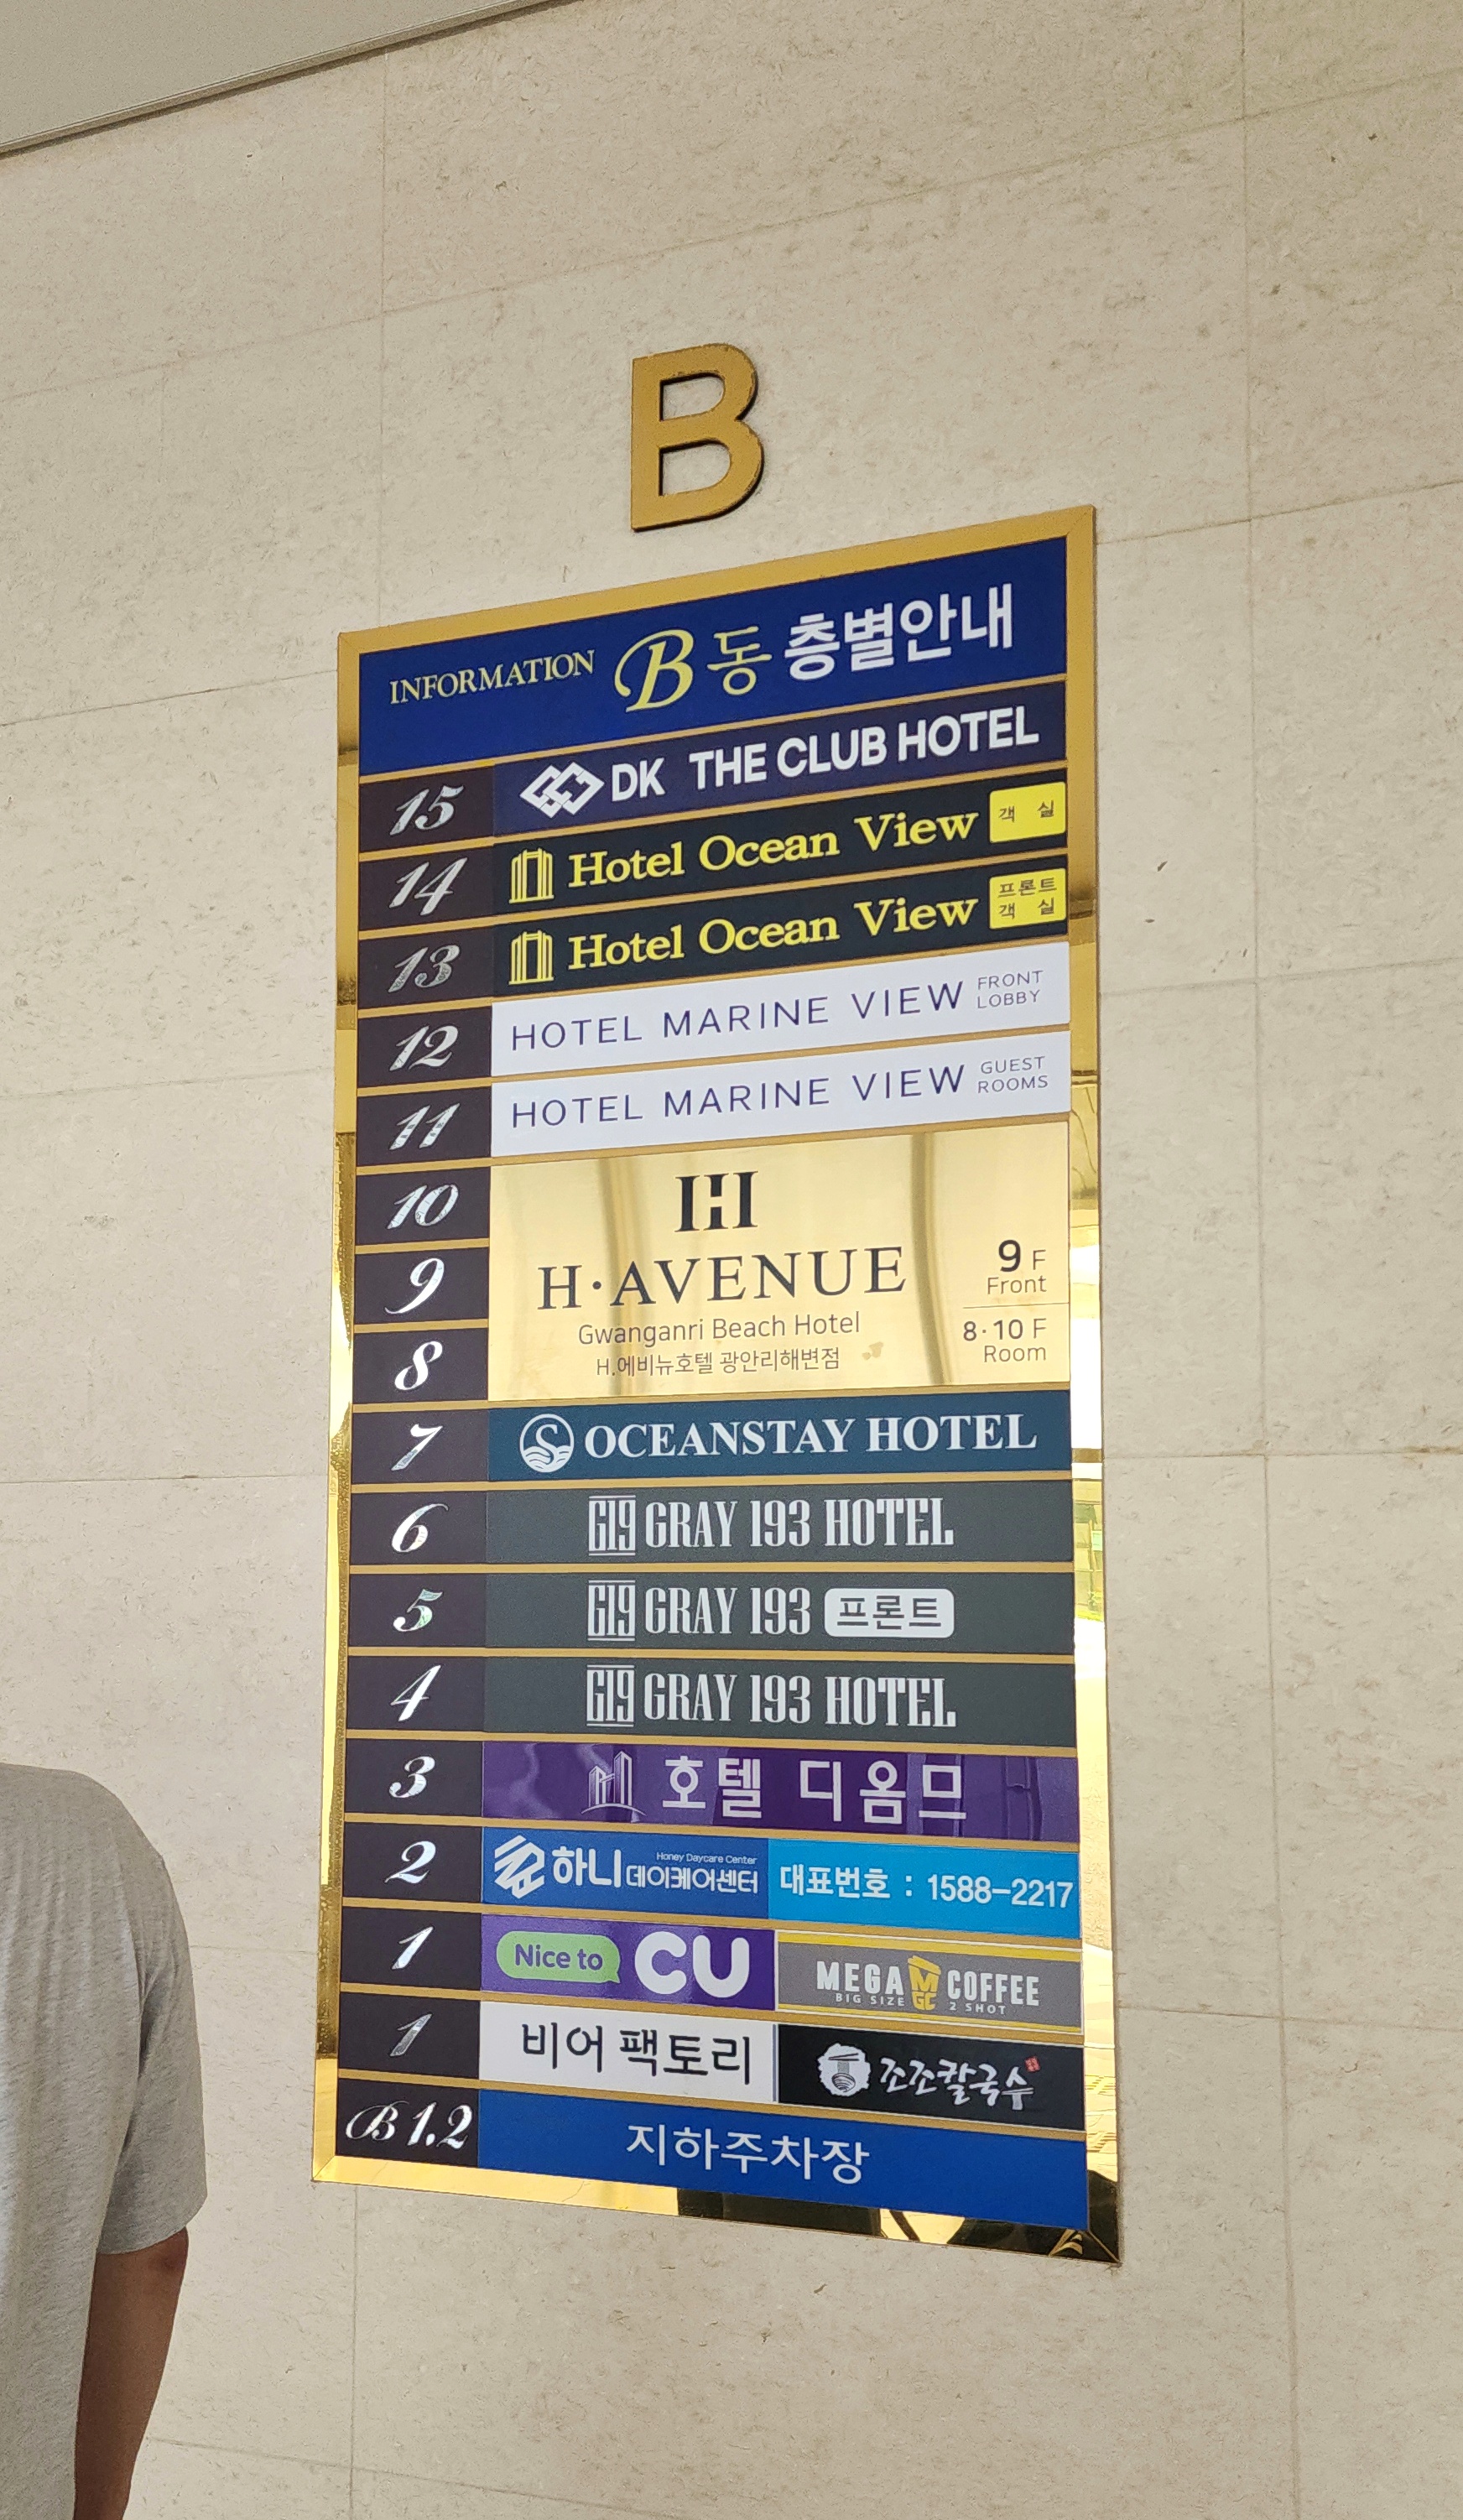 B
INFORMATION B동 층별안내
15 DK THE CLUB HOTEL
14 Hotel Ocean View 객 실
13 Hotel Ocean View 프론트
객 실
12 HOTEL MARINE VIEW FRONT
LOBBY
11 HOTEL MARINE VIEW GUEST
ROOMS
10
H·AVENUE
9
9F
Front
Gwanganri Beach Hotel
8·10 F
Room
8
H.에비뉴호텔 광안리해변점
7 OCEANSTAY HOTEL
6 G19 GRAY 193 HOTEL
5 G19 GRAY 193 프론트
4 G19 GRAY 193 HOTEL
3 호텔 디옴므
2 Honey Daycare Center
하니데이케어센터 대표번호 : 1588-2217
1 Nice to CU MEGA MGC COFFEE
BIG SIZE 2 SHOT
1 비어팩토리 조조칼국수
B1.2 지하주차장